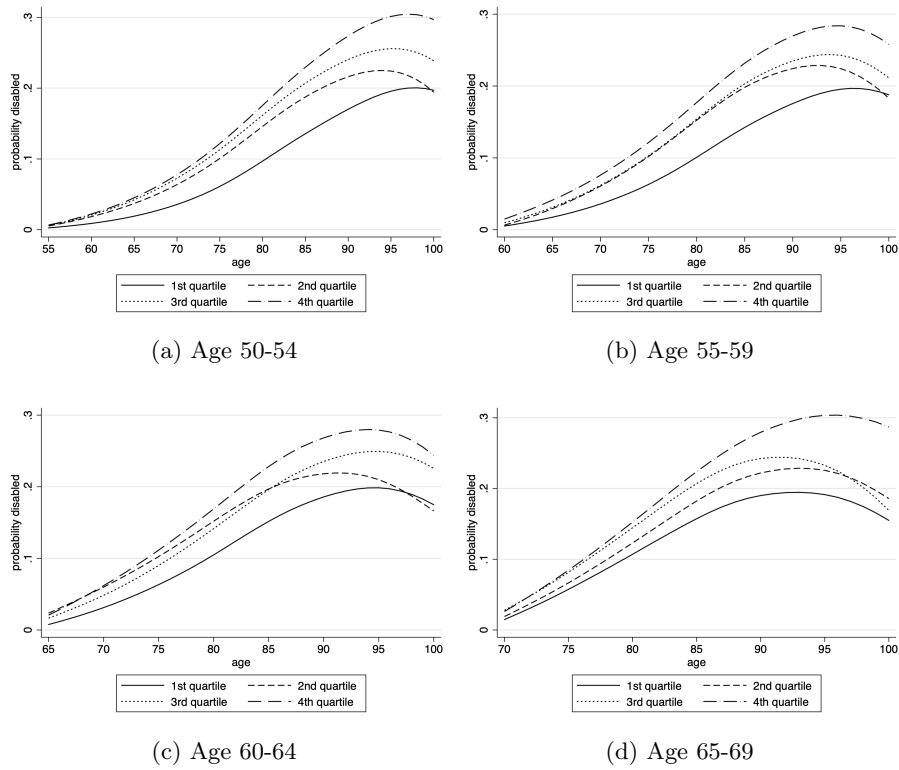 .3
.2
.1
0
probability disabled
55 60 65 70 75 80 85 90 95 100
age
1st quartile 2nd quartile
3rd quartile 4th quartile
(a) Age 50-54
.3
.2
.1
0
probability disabled
60 65 70 75 80 85 90 95 100
age
1st quartile 2nd quartile
3rd quartile 4th quartile
(b) Age 55-59
.3
.2
.1
0
probability disabled
65 70 75 80 85 90 95 100
age
1st quartile 2nd quartile
3rd quartile 4th quartile
(c) Age 60-64
.3
.2
.1
0
probability disabled
70 75 80 85 90 95 100
age
1st quartile 2nd quartile
3rd quartile 4th quartile
(d) Age 65-69